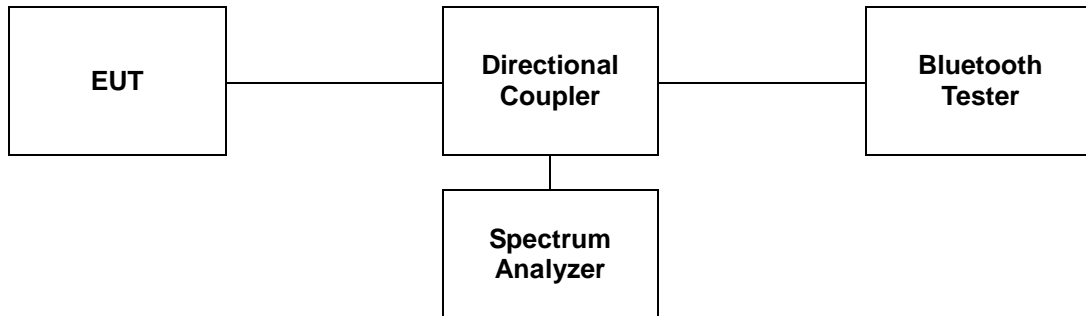 EUT
Directional
Coupler
Bluetooth
Tester
Spectrum
Analyzer